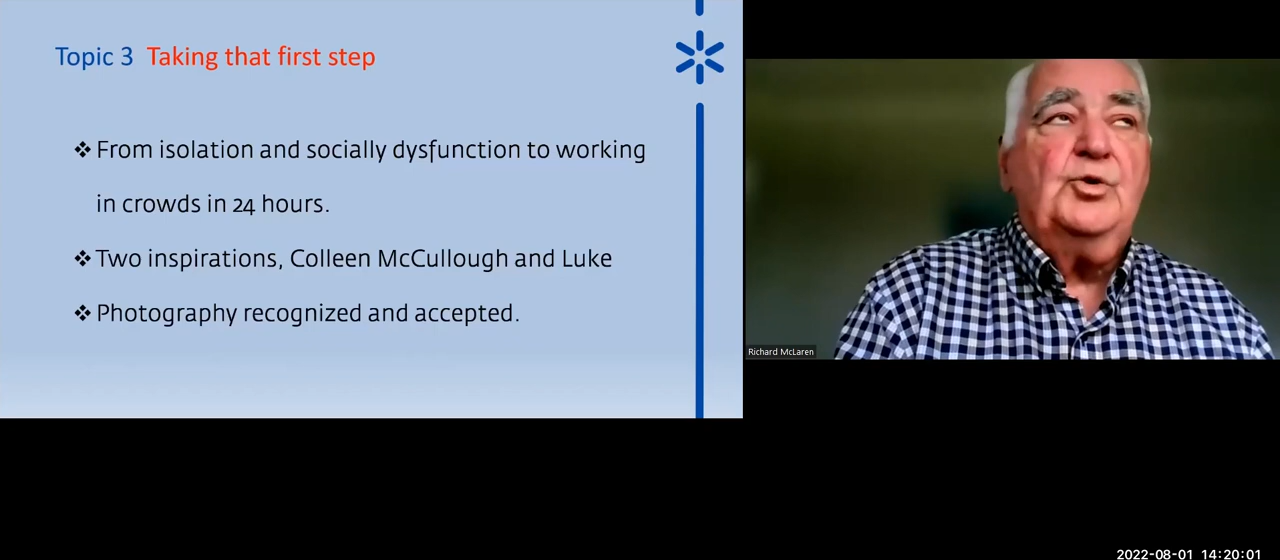 Topic 3 Taking that first step
❖ From isolation and socially dysfunction to working
in crowds in 24 hours.
❖ Two inspirations, Colleen McCullough and Luke
❖ Photography recognized and accepted.
Richard McLaren
2022-08-01 14:20:01